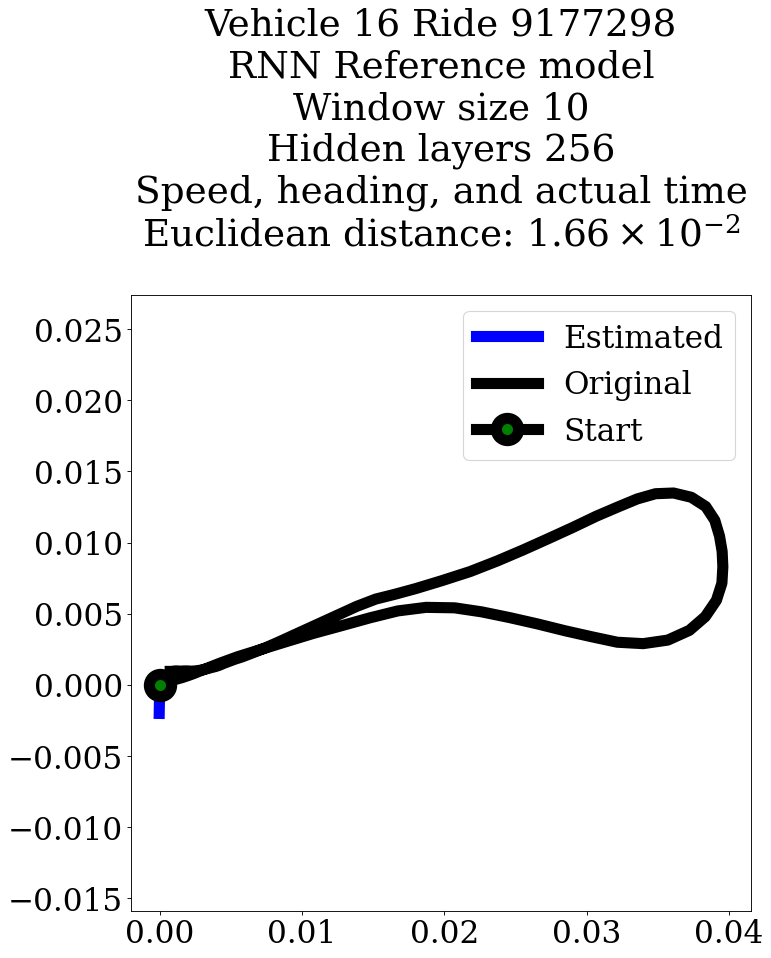 Vehicle 16 Ride 9177298
RNN Reference model
Window size 10
Hidden layers 256
Speed, heading, and actual time
Euclidean distance: 1.66 × 10⁻²
Estimated
Original
Start
0.025
0.020
0.015
0.010
0.005
0.000
−0.005
−0.010
−0.015
0.00 0.01 0.02 0.03 0.04